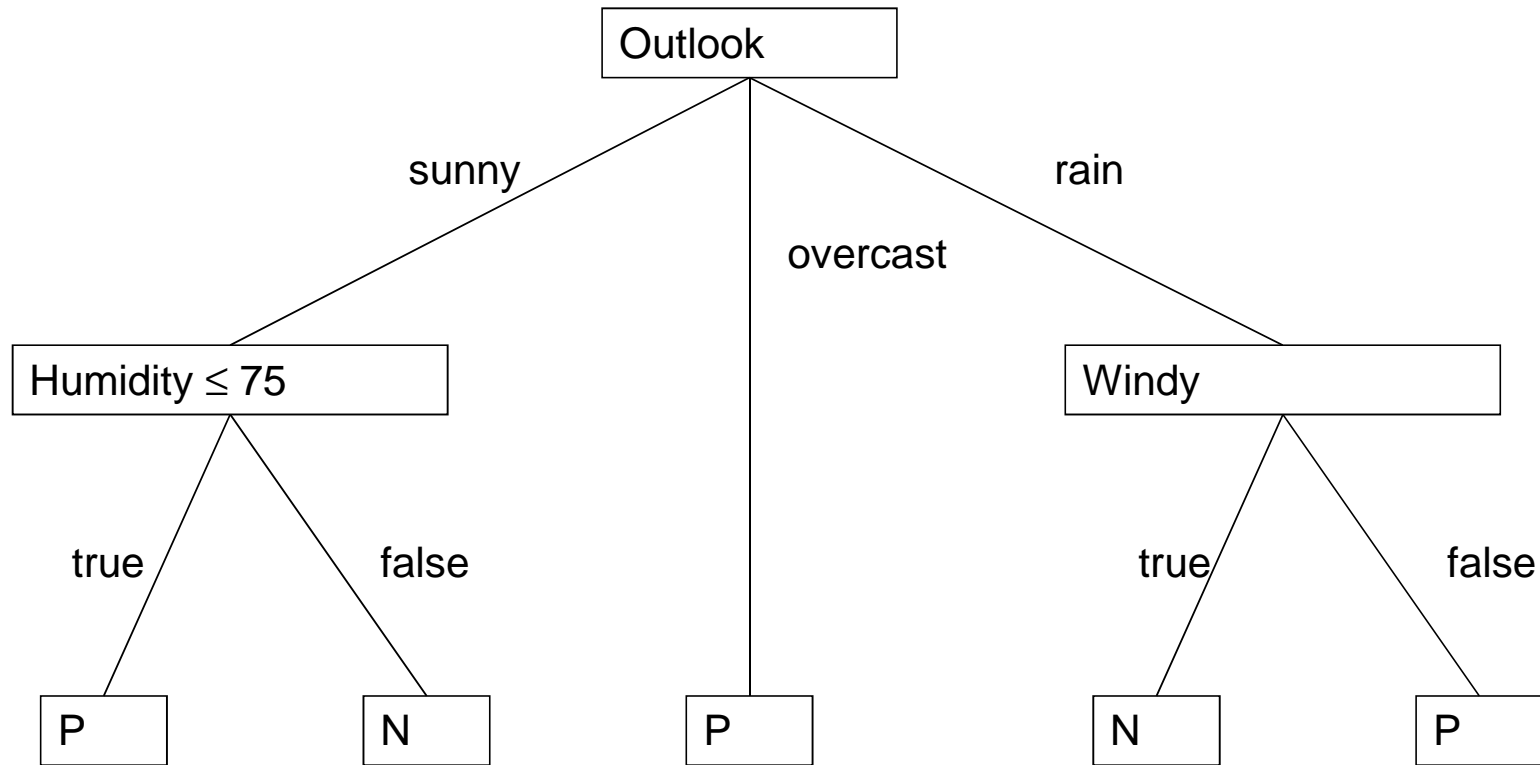 Outlook
sunny
rain
overcast
Humidity ≤ 75
Windy
true
false
true
false
P
N
P
N
P